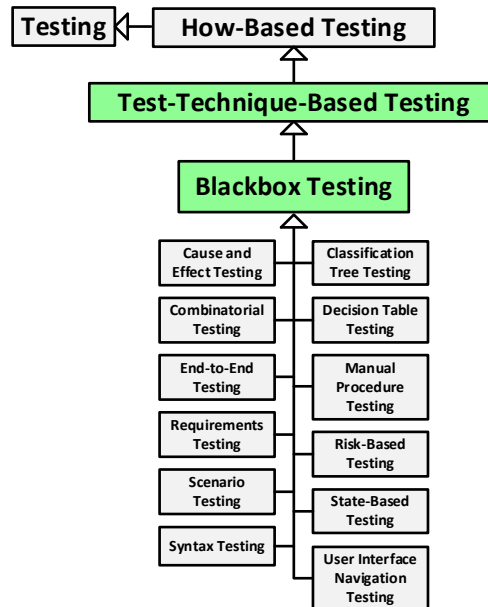 Testing
How-Based Testing
Test-Technique-Based Testing
Blackbox Testing
Cause and
Effect Testing
Classification
Tree Testing
Combinatorial
Testing
Decision Table
Testing
End-to-End
Testing
Manual
Procedure
Testing
Requirements
Testing
Risk-Based
Testing
Scenario
Testing
State-Based
Testing
Syntax Testing
User Interface
Navigation
Testing